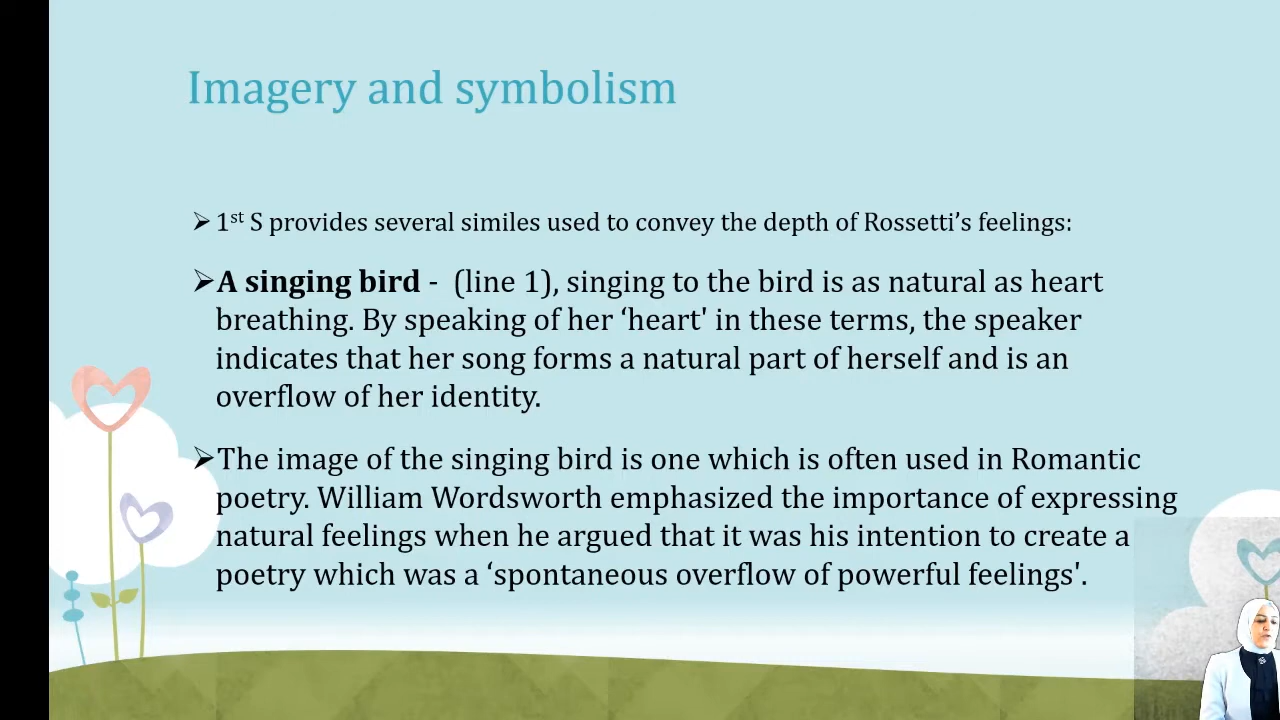 Imagery and symbolism
➢ 1st S provides several similes used to convey the depth of Rossetti’s feelings:
➢ A singing bird - (line 1), singing to the bird is as natural as heart
breathing. By speaking of her ‘heart' in these terms, the speaker
indicates that her song forms a natural part of herself and is an
overflow of her identity.
➢ The image of the singing bird is one which is often used in Romantic
poetry. William Wordsworth emphasized the importance of expressing
natural feelings when he argued that it was his intention to create a
poetry which was a ‘spontaneous overflow of powerful feelings'.